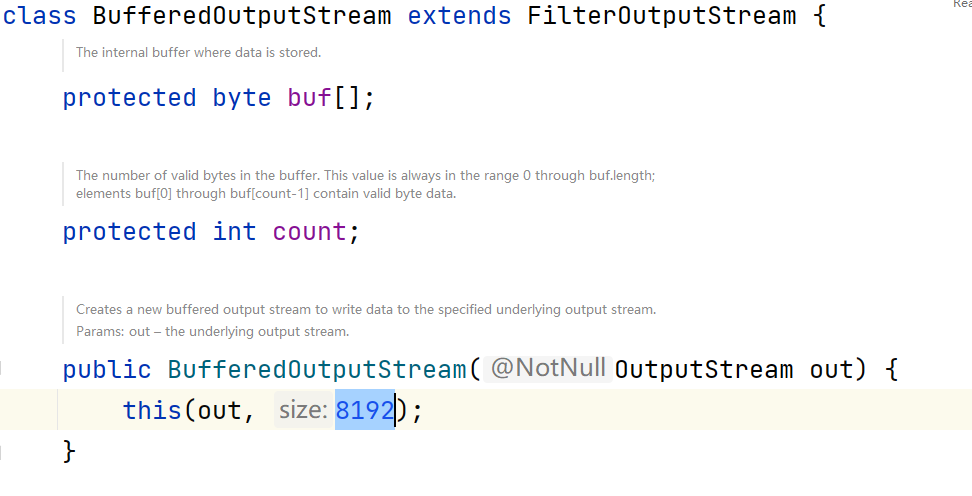 Rea
class BufferedOutputStream extends FilterOutputStream {
The internal buffer where data is stored.
protected byte buf[];
The number of valid bytes in the buffer. This value is always in the range 0 through buf.length;
elements buf[0] through buf[count-1] contain valid byte data.
protected int count;
Creates a new buffered output stream to write data to the specified underlying output stream.
Params: out – the underlying output stream.
public BufferedOutputStream(@NotNull OutputStream out) {
this(out, size: 8192);
}